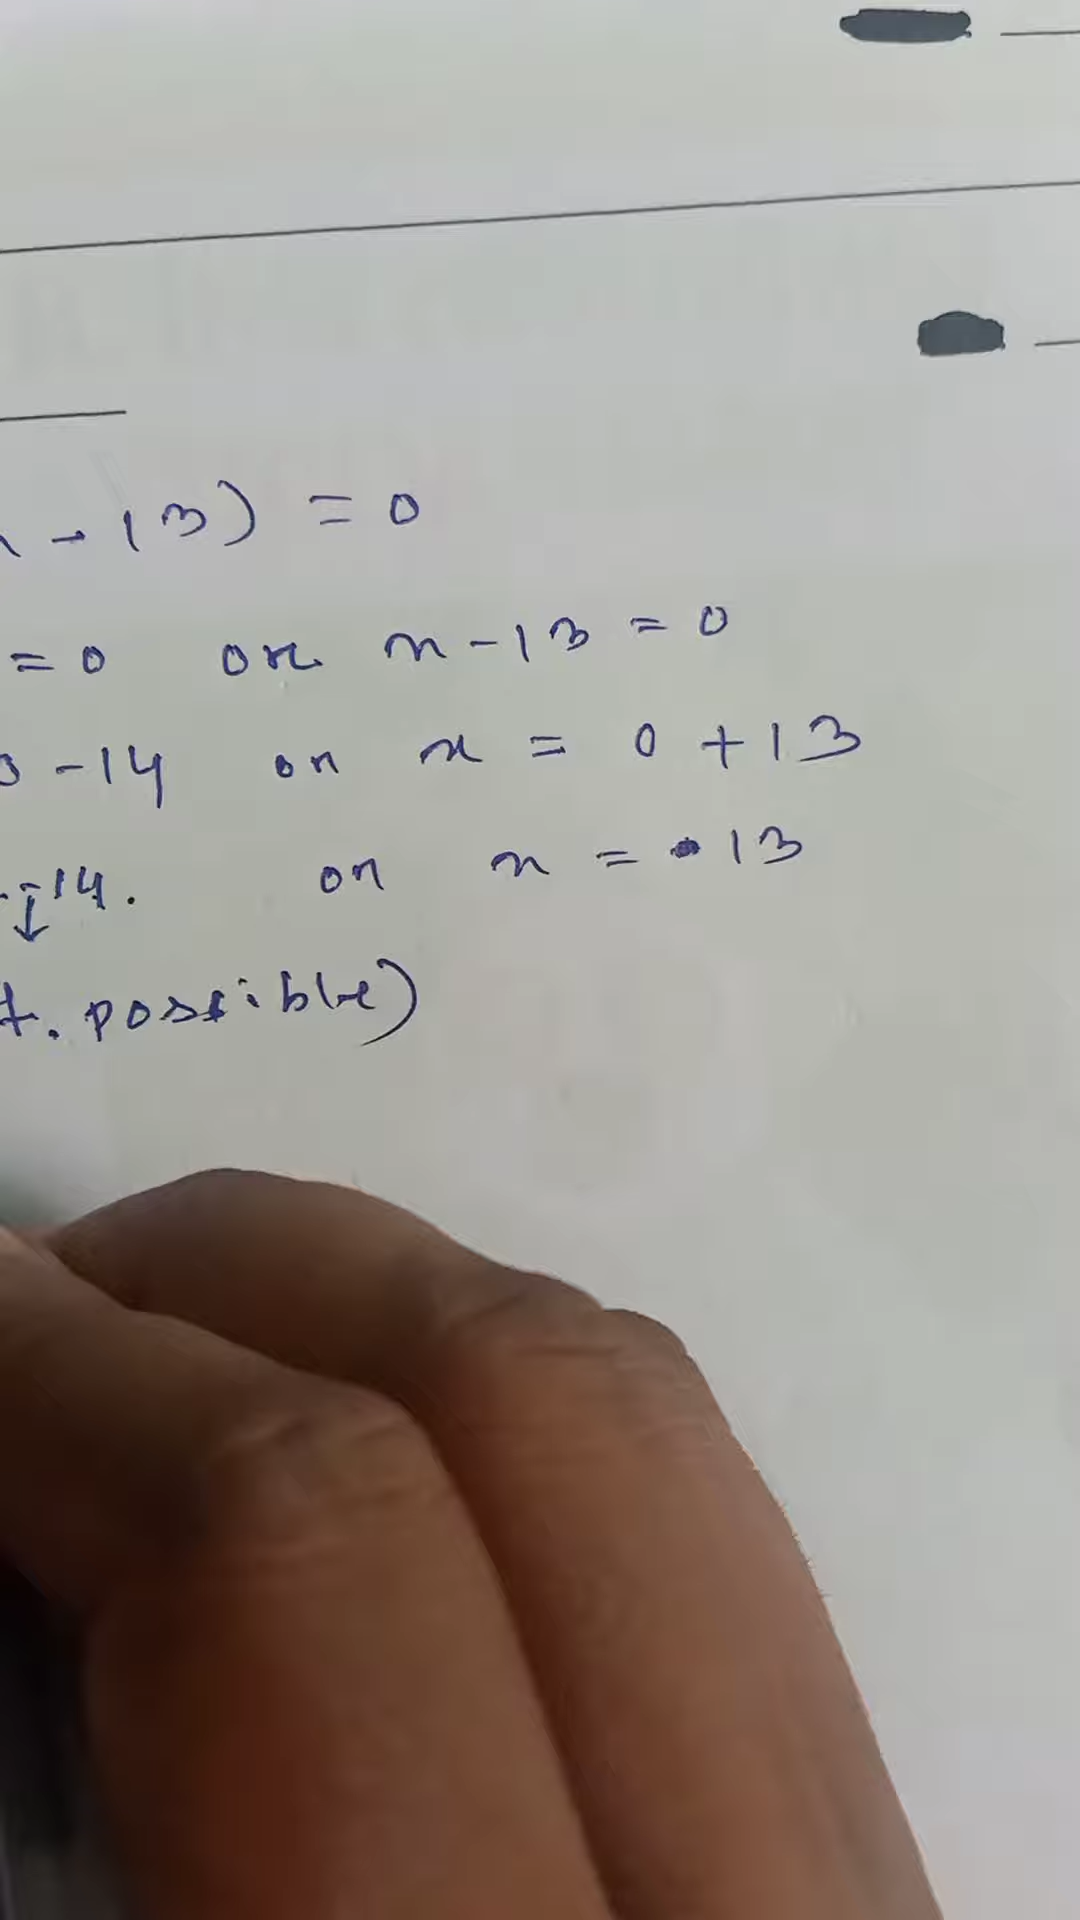 - 13) = 0
= 0 or x - 13 = 0
- 14 or x = 0 + 13
-14. or x = 13
possible)